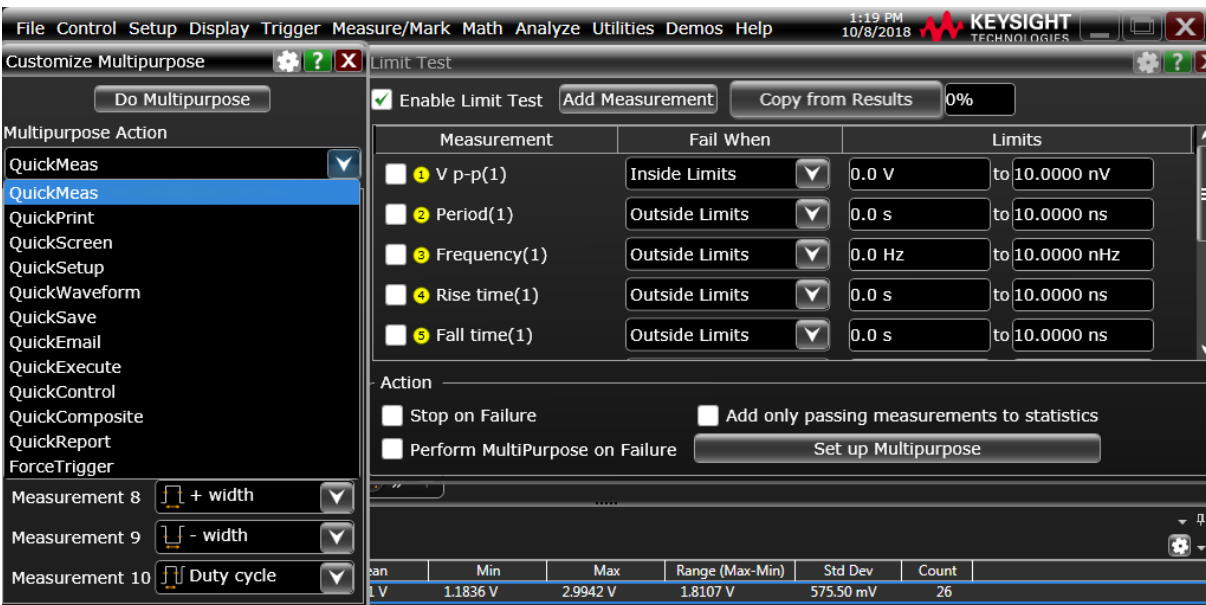 File Control Setup Display Trigger Measure/Mark Math Analyze Utilities Demos Help 1:19 PM 10/8/2018 KEYSIGHT TECHNOLOGIES
Customize Multipurpose ? X
Do Multipurpose
Multipurpose Action
QuickMeas
QuickMeas
QuickPrint
QuickScreen
QuickSetup
QuickWaveform
QuickSave
QuickEmail
QuickExecute
QuickControl
QuickComposite
QuickReport
ForceTrigger
Measurement 8 + width
Measurement 9 - width
Measurement 10 Duty cycle
Limit Test ?
Enable Limit Test Add Measurement Copy from Results 0%
Measurement Fail When Limits
1 V p-p(1) Inside Limits 0.0 V to 10.0000 nV
2 Period(1) Outside Limits 0.0 s to 10.0000 ns
3 Frequency(1) Outside Limits 0.0 Hz to 10.0000 nHz
4 Rise time(1) Outside Limits 0.0 s to 10.0000 ns
5 Fall time(1) Outside Limits 0.0 s to 10.0000 ns
Action
Stop on Failure Add only passing measurements to statistics
Perform MultiPurpose on Failure Set up Multipurpose
Min Max Range (Max-Min) Std Dev Count
1.1836 V 2.9942 V 1.8107 V 575.50 mV 26